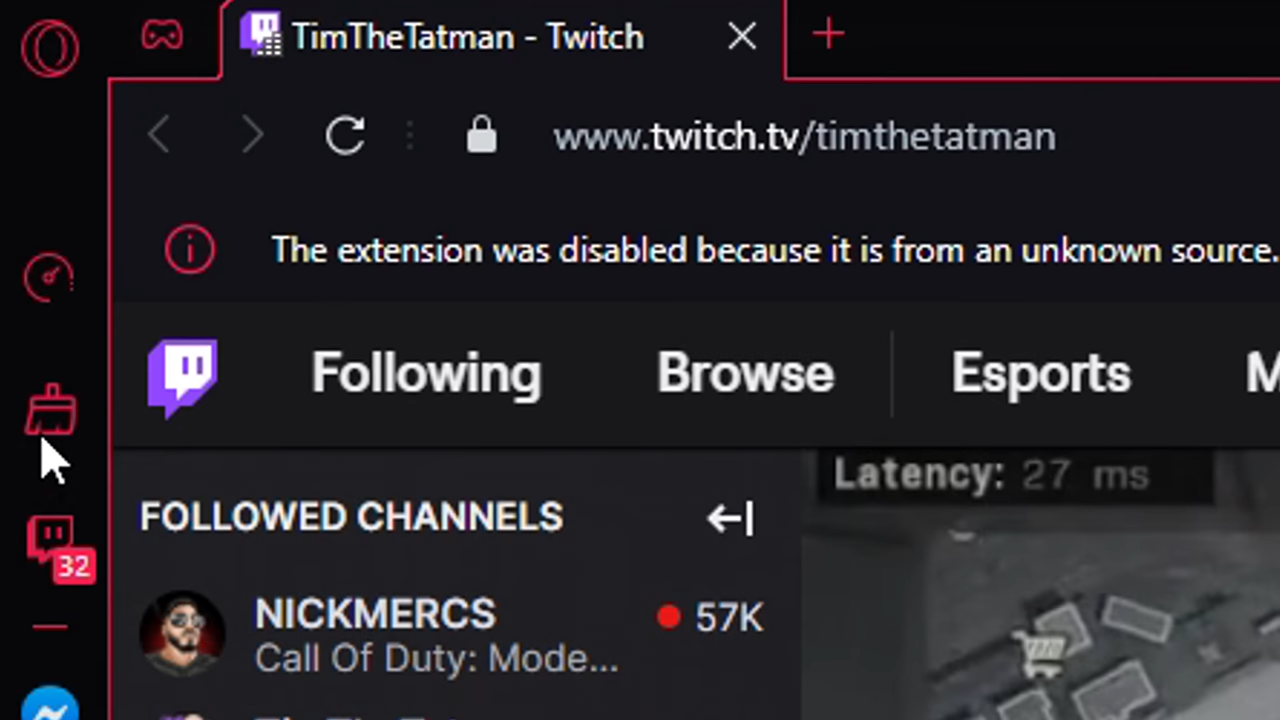 TimTheTatman - Twitch
www.twitch.tv/timthetatman
The extension was disabled because it is from an unknown source.
Following Browse Esports M
Latency: 27 ms
FOLLOWED CHANNELS
32
NICKMERCS 57K
Call Of Duty: Mode...